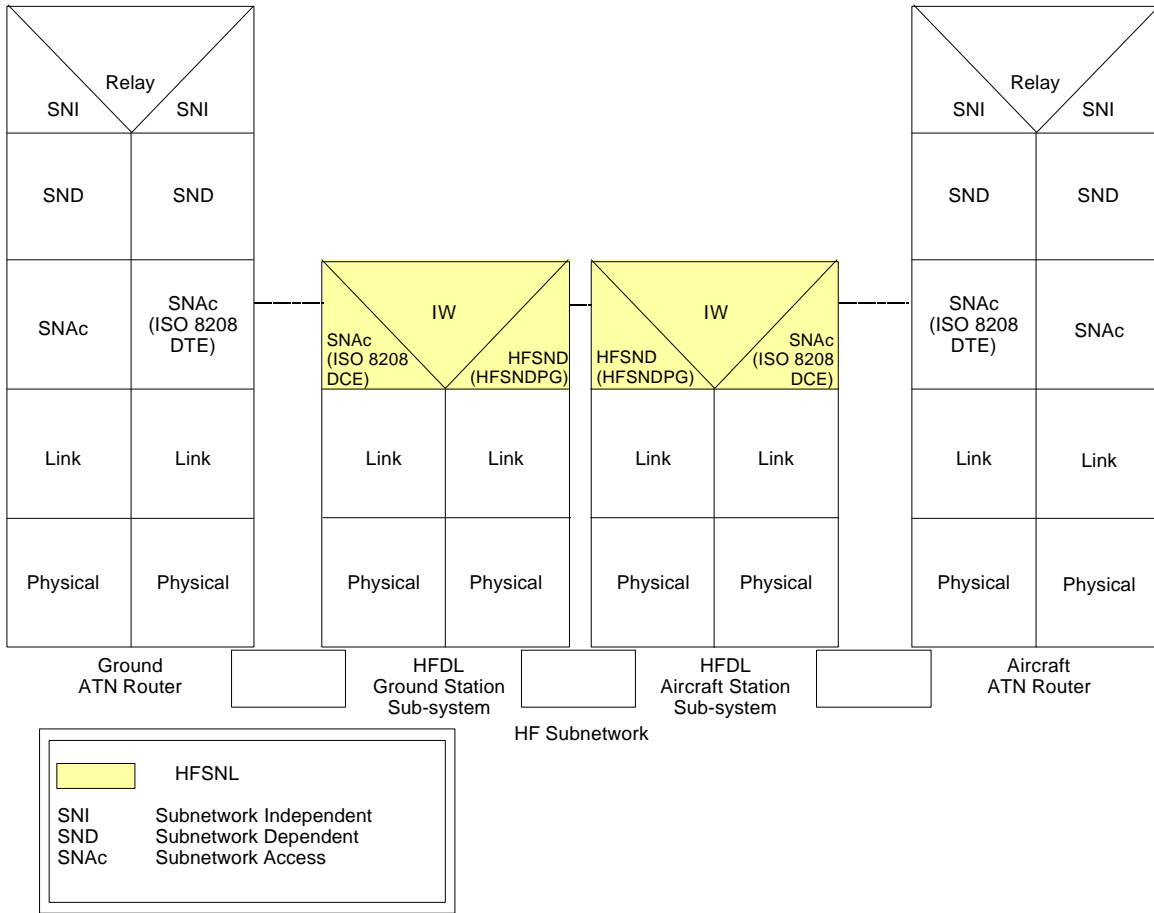 Relay
SNI SNI
Relay
SNI SNI
SND SND
SND SND
SNAc
SNAc
(ISO 8208
DTE)
IW
SNAc
(ISO 8208
DCE)
HFSND
(HFSNDPG)
IW
HFSND
(HFSNDPG)
SNAc
(ISO 8208
DCE)
SNAc
(ISO 8208
DTE)
SNAc
Link Link
Link Link
Link Link
Link Link
Physical Physical
Physical Physical
Physical Physical
Physical Physical
Ground
ATN Router
HFDL
Ground Station
Sub-system
HFDL
Aircraft Station
Sub-system
Aircraft
ATN Router
HF Subnetwork
HFSNL
SNI Subnetwork Independent
SND Subnetwork Dependent
SNAc Subnetwork Access